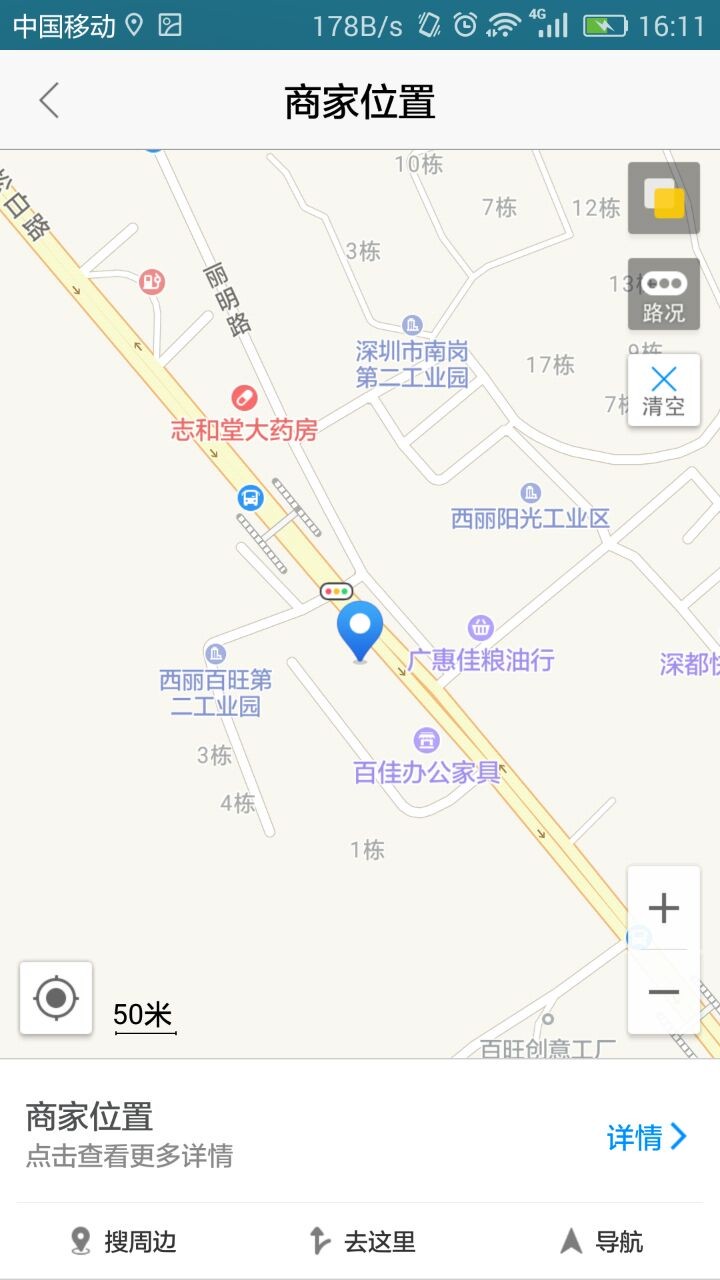 中国移动 178B/s 4G 16:11
商家位置
松白路
丽明路
10栋
7栋
12栋
3栋
路况
深圳市南岗
第二工业园
17栋
9栋
清空
志和堂大药房
西丽阳光工业区
广惠佳粮油行
西丽百旺第
二工业园
3栋
百佳办公家具
4栋
1栋
50米
百旺创意工厂
商家位置
点击查看更多详情
详情
搜周边 去这里 导航